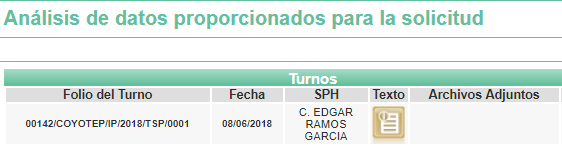 Análisis de datos proporcionados para la solicitud
Turnos
Folio del Turno Fecha SPH Texto Archivos Adjuntos
00142/COYOTEP/IP/2018/TSP/0001 08/06/2018 C. EDGAR
RAMOS
GARCIA